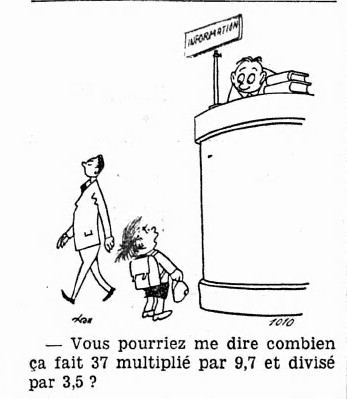 INFORMATION
1010
— Vous pourriez me dire combien
ça fait 37 multiplié par 9,7 et divisé
par 3,5 ?